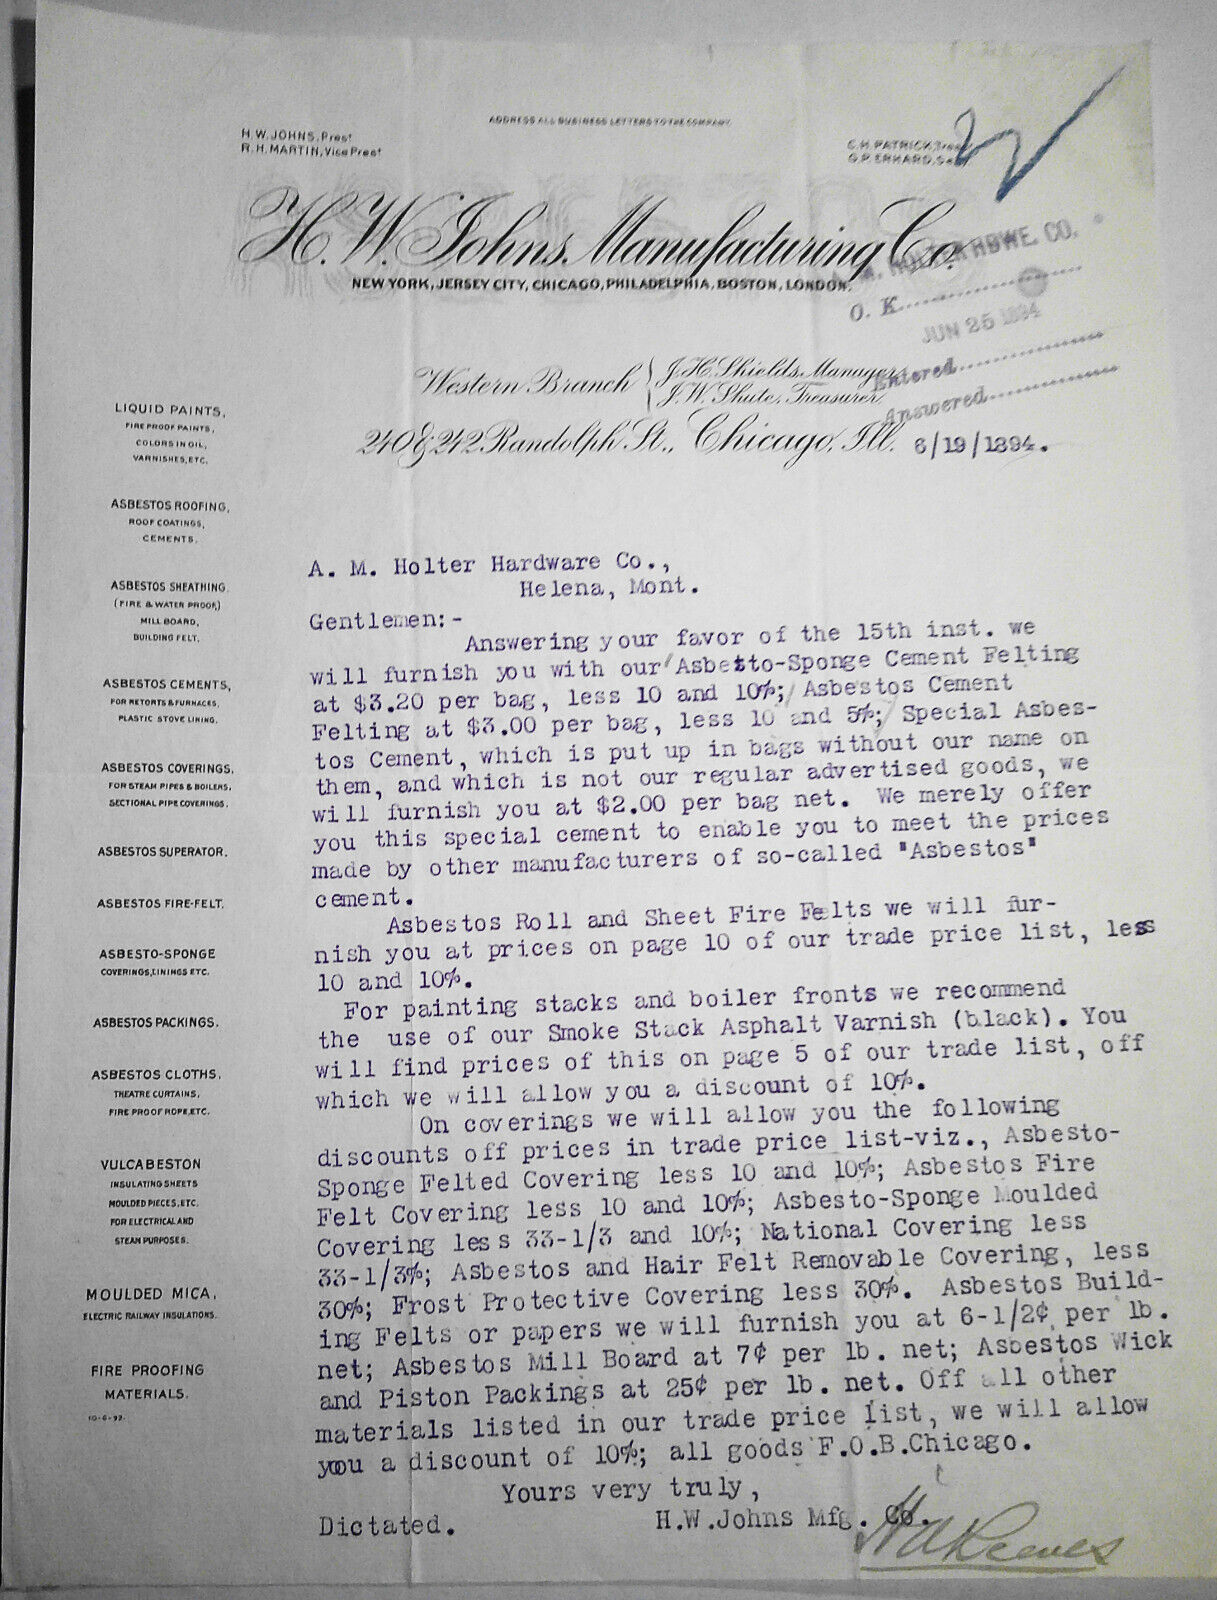 ADDRESS ALL BUSINESS LETTERS TO THE COMPANY.
H.W. JOHNS, Prest
R.H. MARTIN, Vice Prest
C.H. PATRICK, Treas
G.P. ERHARD, Sec
H.W. Johns Manufacturing Co.
NEW YORK, JERSEY CITY, CHICAGO, PHILADELPHIA, BOSTON, LONDON.
A. M. HOLTER HDWE. CO.
O. K.
JUN 25 1894
Entered
Answered
Western Branch
J.H. Shields, Manager,
J.W. Shute, Treasurer,
240 & 242 Randolph St., Chicago, Ill. 6/19/1894.
LIQUID PAINTS,
FIRE PROOF PAINTS,
COLORS IN OIL,
VARNISHES, ETC.
ASBESTOS ROOFING,
ROOF COATINGS,
CEMENTS.
ASBESTOS SHEATHING
(FIRE & WATER PROOF,)
MILL BOARD,
BUILDING FELT.
ASBESTOS CEMENTS,
FOR RETORTS & FURNACES,
PLASTIC STOVE LINING.
ASBESTOS COVERINGS,
FOR STEAM PIPES & BOILERS.
SECTIONAL PIPE COVERINGS.
ASBESTOS SUPERATOR.
ASBESTOS FIRE-FELT.
ASBESTO-SPONGE
COVERINGS, LININGS ETC.
ASBESTOS PACKINGS.
ASBESTOS CLOTHS,
THEATRE CURTAINS,
FIRE PROOF ROPE, ETC.
VULCABESTON
INSULATING SHEETS
MOULDED PIECES, ETC.
FOR ELECTRICAL AND
STEAM PURPOSES.
MOULDED MICA,
ELECTRIC RAILWAY INSULATIONS.
FIRE PROOFING
MATERIALS.
10-6-92.
A. M. Holter Hardware Co.,
Helena, Mont.
Gentlemen:-
Answering your favor of the 15th inst. we
will furnish you with our Asbesto-Sponge Cement Felting
at $3.20 per bag, less 10 and 10%; Asbestos Cement
Felting at $3.00 per bag, less 10 and 5%; Special Asbes-
tos Cement, which is put up in bags without our name on
them, and which is not our regular advertised goods, we
will furnish you at $2.00 per bag net. We merely offer
you this special cement to enable you to meet the prices
made by other manufacturers of so-called "Asbestos"
cement.
Asbestos Roll and Sheet Fire Felts we will fur-
nish you at prices on page 10 of our trade price list, less
10 and 10%.
For painting stacks and boiler fronts we recommend
the use of our Smoke Stack Asphalt Varnish (black). You
will find prices of this on page 5 of our trade list, off
which we will allow you a discount of 10%.
On coverings we will allow you the following
discounts off prices in trade price list-viz., Asbesto-
Sponge Felted Covering less 10 and 10%; Asbestos Fire
Felt Covering less 10 and 10%; Asbesto-Sponge Moulded
Covering less 33-1/3 and 10%; National Covering less
33-1/3%; Asbestos and Hair Felt Removable Covering, less
30%; Frost Protective Covering less 30%. Asbestos Build-
ing Felts or papers we will furnish you at 6-1/2¢ per lb.
net; Asbestos Mill Board at 7¢ per lb. net; Asbestos Wick
and Piston Packings at 25¢ per lb. net. Off all other
materials listed in our trade price list, we will allow
you a discount of 10%; all goods F.O.B.Chicago.
Yours very truly,
Dictated. H.W.Johns Mfg. Co.
HAReeves